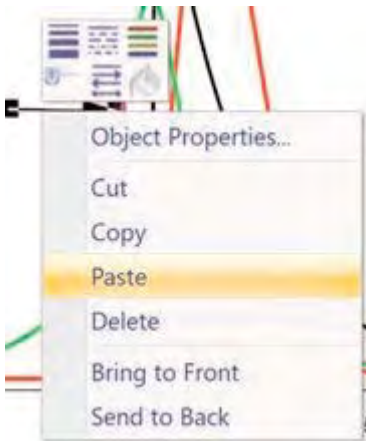 Object Properties...
Cut
Copy
Paste
Delete
Bring to Front
Send to Back